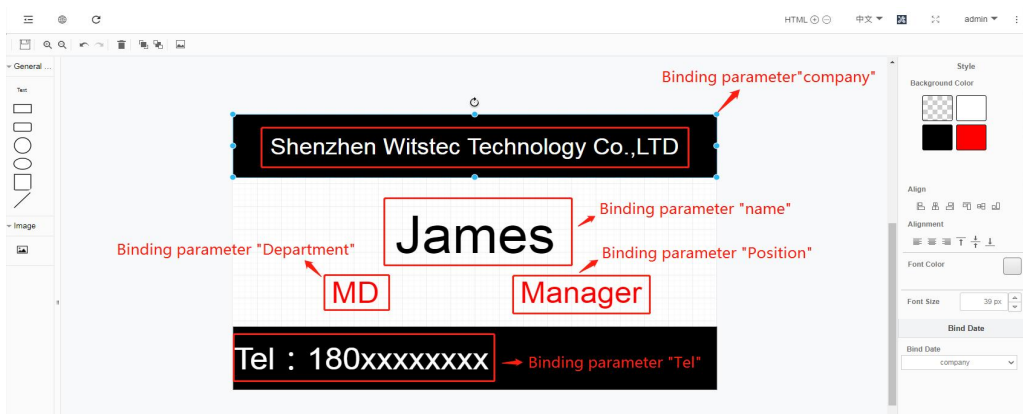 HTML
中文
admin
General ...
Text
Image
Binding parameter"company"
Shenzhen Witstec Technology Co.,LTD
James
Binding parameter "name"
Binding parameter "Department"
Binding parameter "Position"
MD
Manager
Tel：180xxxxxxxx
Binding parameter "Tel"
Style
Background Color
Align
Alignment
Font Color
Font Size
39 px
Bind Date
Bind Date
company